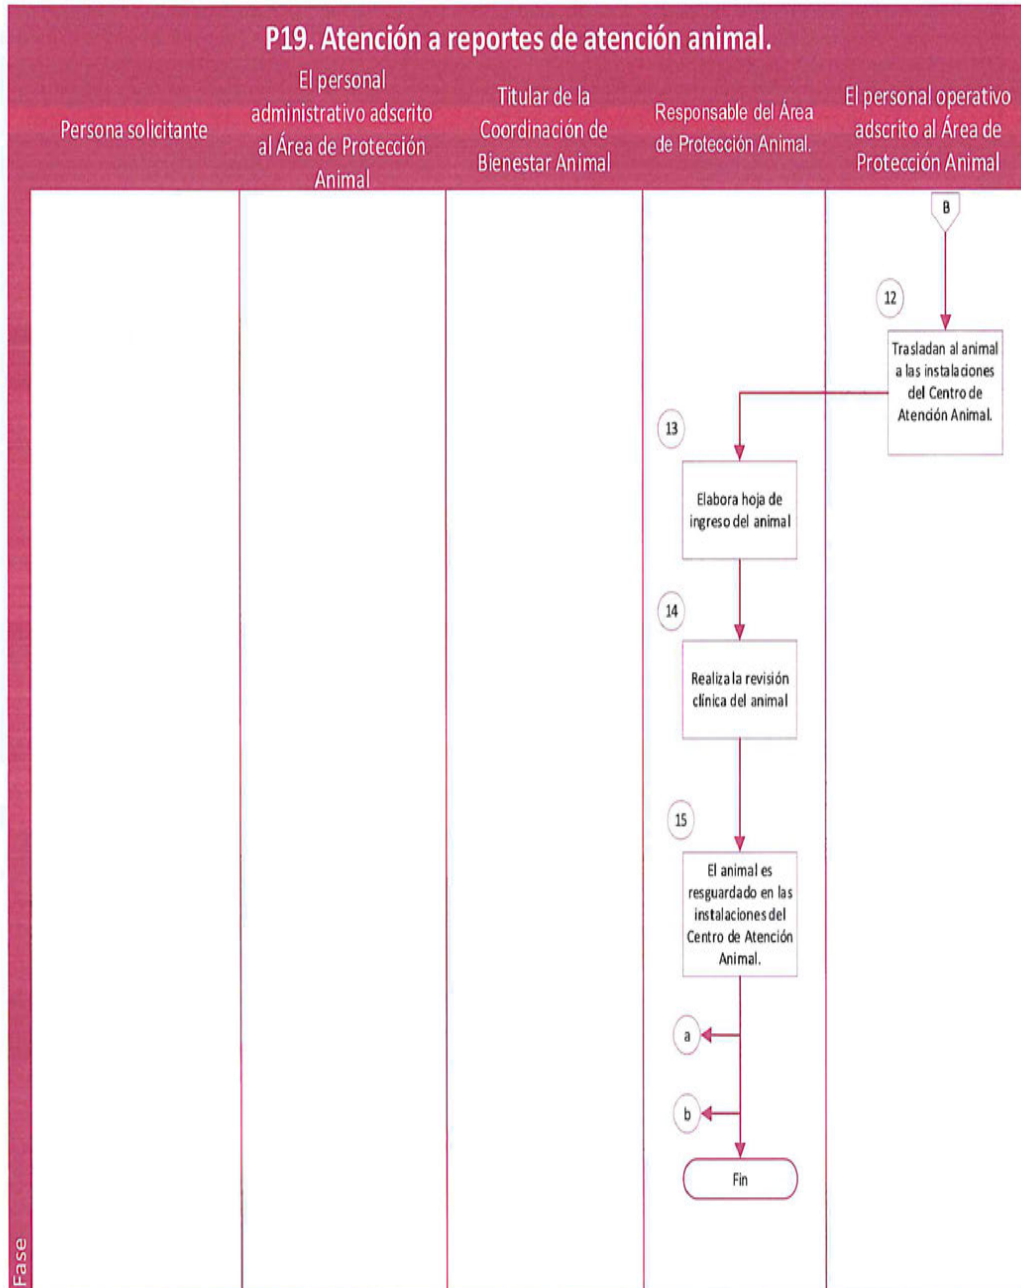 P19. Atención a reportes de atención animal.
Persona solicitante
El personal
administrativo adscrito
al Área de Protección
Animal
Titular de la
Coordinación de
Bienestar Animal
Responsable del Área
de Protección Animal.
El personal operativo
adscrito al Área de
Protección Animal
B
12
Trasladan al animal
a las instalaciones
del Centro de
Atención Animal.
13
Elabora hoja de
ingreso del animal
14
Realiza la revisión
clínica del animal
15
El animal es
resguardado en las
instalaciones del
Centro de Atención
Animal.
a
b
Fin
Fase